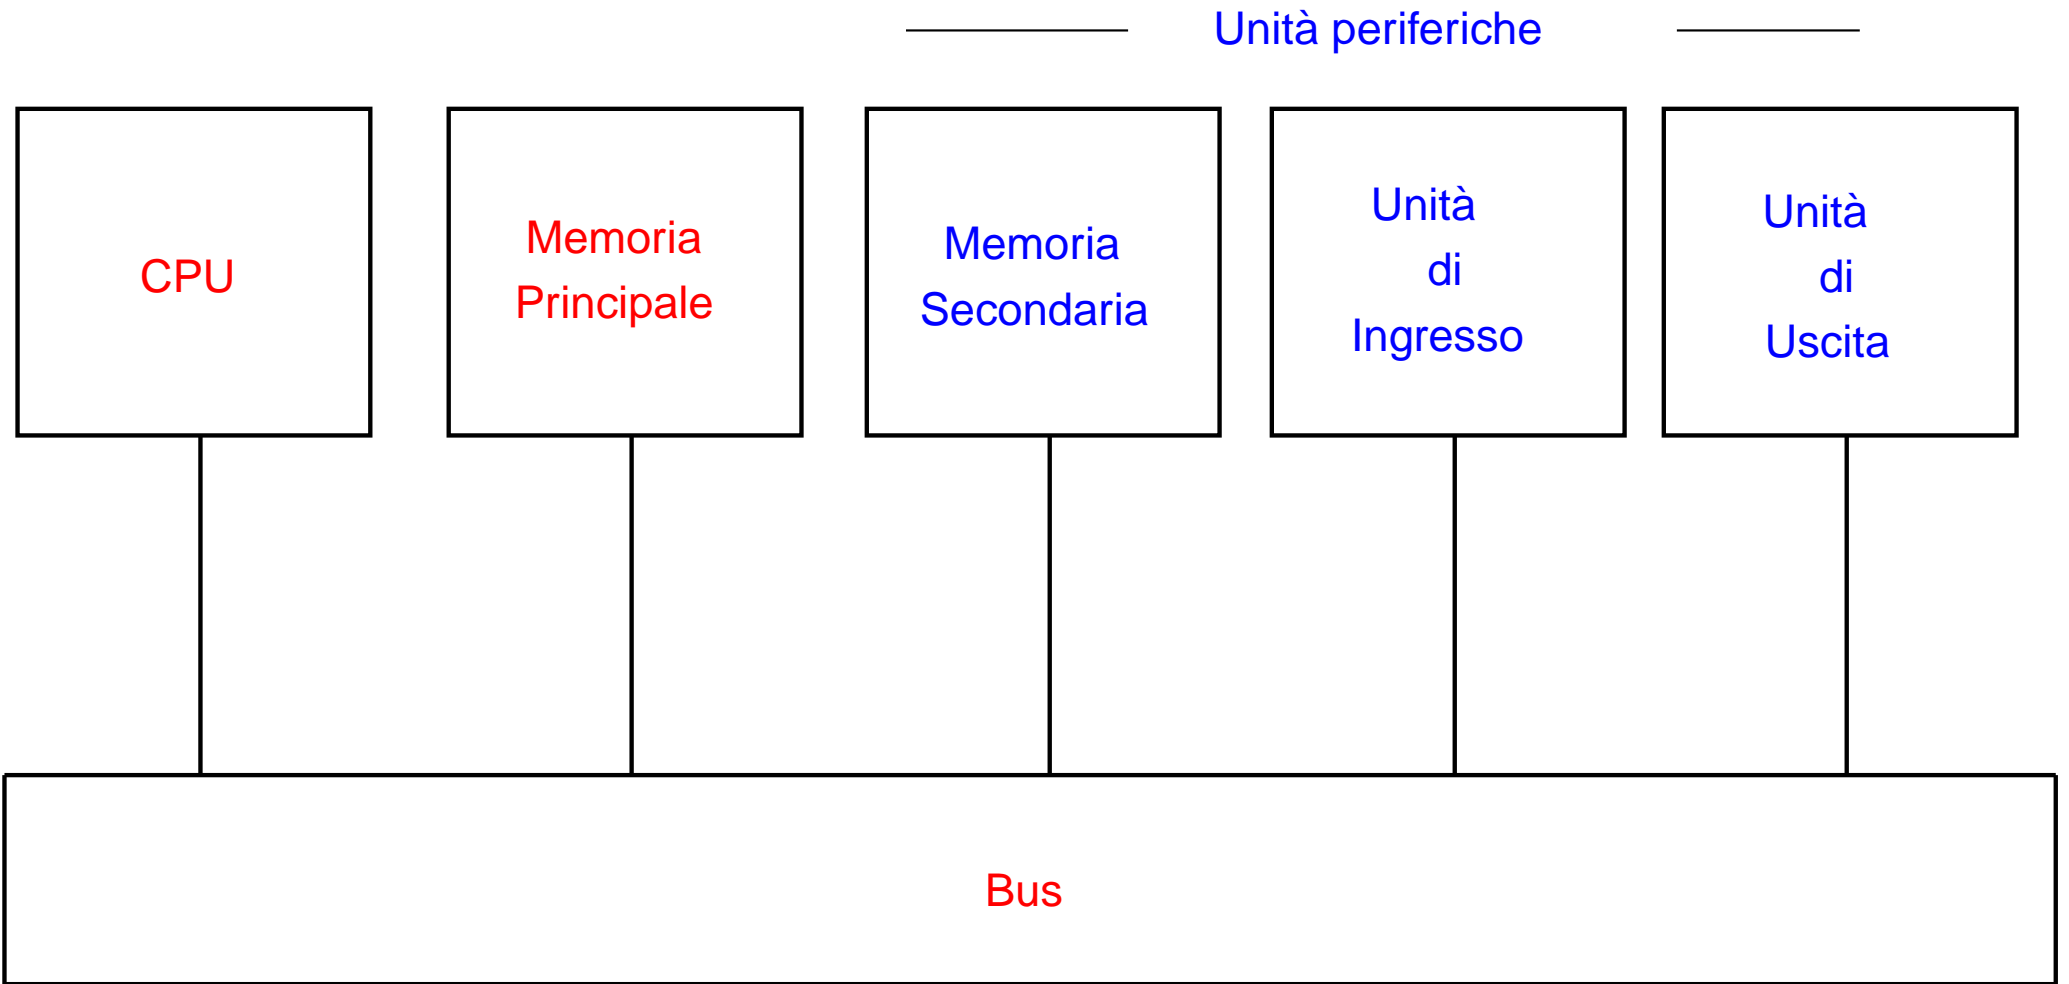 Unità periferiche
CPU
Memoria
Principale
Memoria
Secondaria
Unità
di
Ingresso
Unità
di
Uscita
Bus